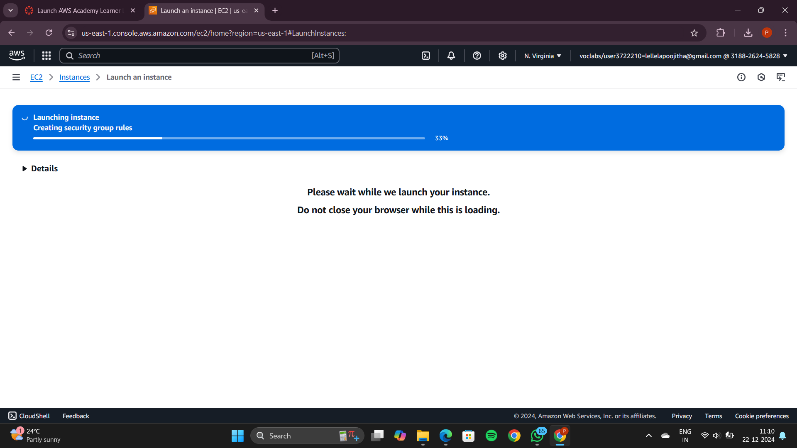 Launch AWS Academy Learner
Launch an instance | EC2 | us-e
us-east-1.console.aws.amazon.com/ec2/home?region=us-east-1#LaunchInstances:
P
aws
Search
[Alt+S]
N. Virginia
voclabs/user3722210=lellelaponjitha@gmail.com @ 3188-2624-5828
EC2
Instances
Launch an instance
Launching instance
Creating security group rules
33%
Details
Please wait while we launch your instance.
Do not close your browser while this is loading.
CloudShell
Feedback
© 2024, Amazon Web Services, Inc. or its affiliates.
Privacy
Terms
Cookie preferences
1
24°C
Partly sunny
Search
P
ENG
IN
11:10
22-12-2024